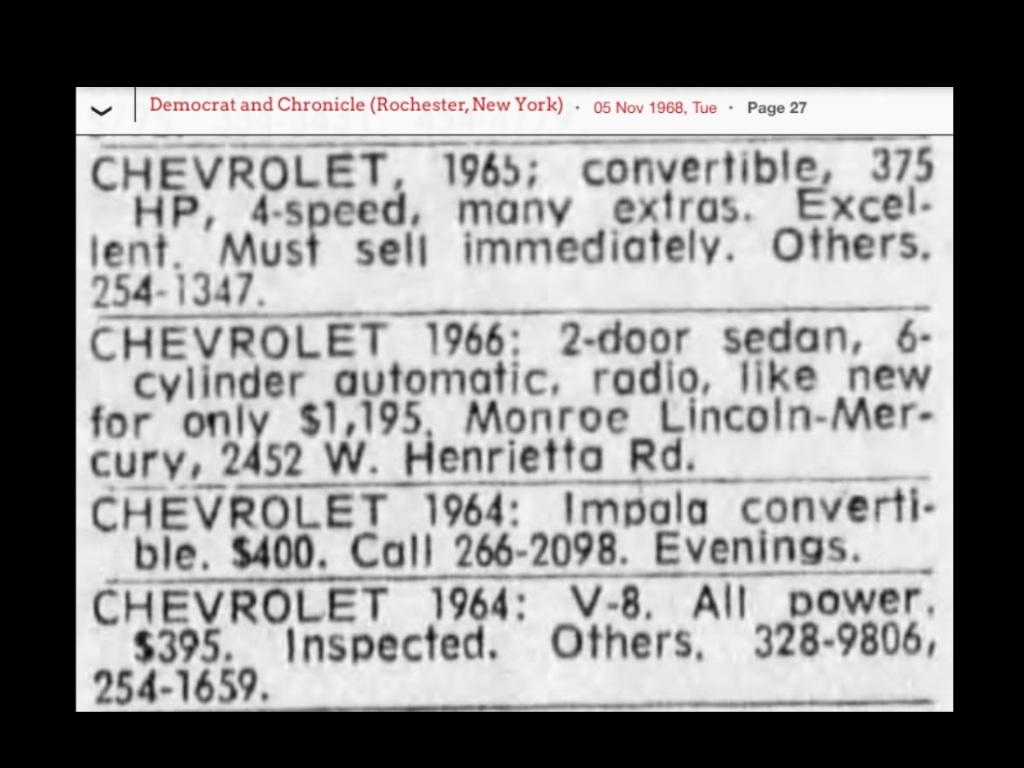 Democrat and Chronicle (Rochester, New York) · 05 Nov 1968, Tue · Page 27
CHEVROLET, 1965; convertible, 375
HP, 4-speed, many extras. Excel-
lent. Must sell immediately. Others.
254-1347.
CHEVROLET 1966: 2-door sedan, 6-
cylinder automatic, radio, like new
for only $1,195. Monroe Lincoln-Mer-
cury, 2452 W. Henrietta Rd.
CHEVROLET 1964: Impala converti-
ble. $400. Call 266-2098. Evenings.
CHEVROLET 1964: V-8. All power.
$395. Inspected. Others. 328-9806,
254-1659.